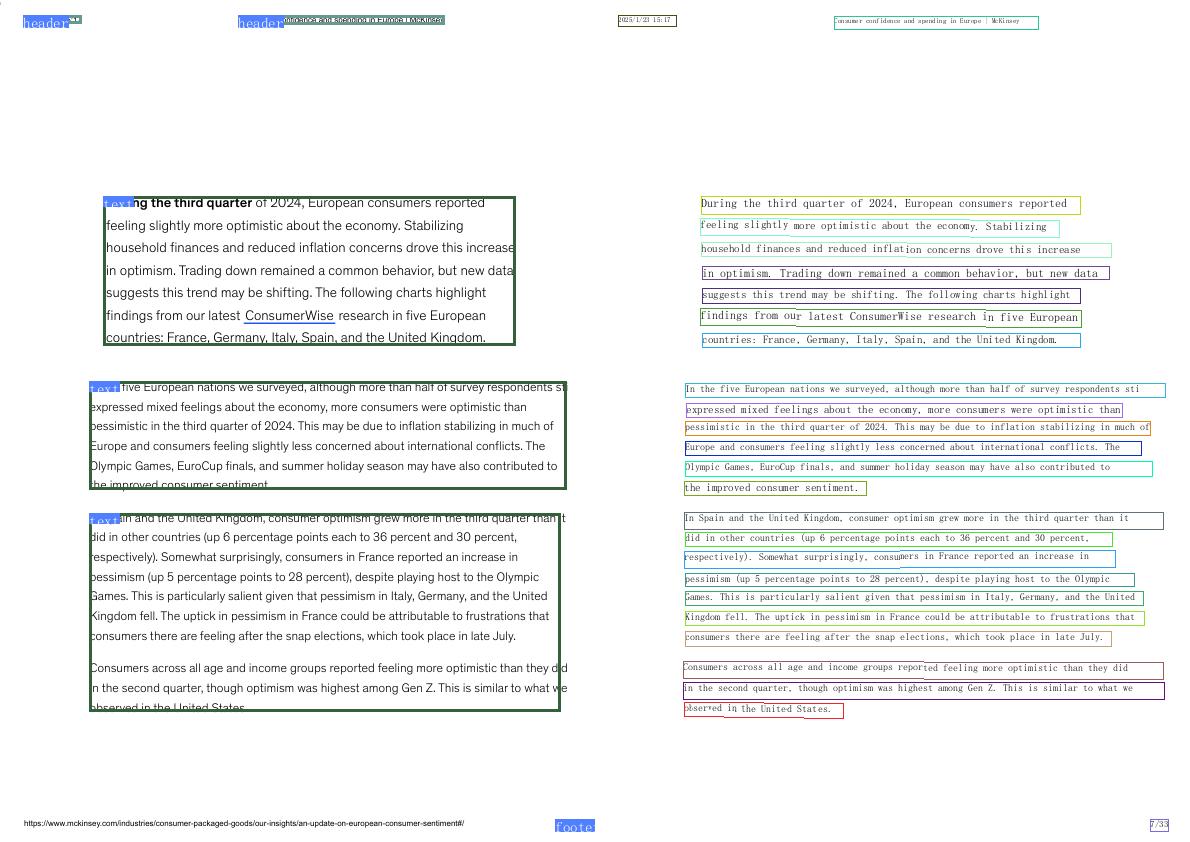 header
header
2025/1/23 15:17
Consumer confidence and spending in Europe | McKinsey
text ng the third quarter of 2024, European consumers reported
feeling slightly more optimistic about the economy. Stabilizing
household finances and reduced inflation concerns drove this increase
in optimism. Trading down remained a common behavior, but new data
suggests this trend may be shifting. The following charts highlight
findings from our latest ConsumerWise research in five European
countries: France, Germany, Italy, Spain, and the United Kingdom.
text five European nations we surveyed, although more than half of survey respondents sti
expressed mixed feelings about the economy, more consumers were optimistic than
pessimistic in the third quarter of 2024. This may be due to inflation stabilizing in much of
Europe and consumers feeling slightly less concerned about international conflicts. The
Olympic Games, EuroCup finals, and summer holiday season may have also contributed to
the improved consumer sentiment.
text in and the United Kingdom, consumer optimism grew more in the third quarter than it
did in other countries (up 6 percentage points each to 36 percent and 30 percent,
respectively). Somewhat surprisingly, consumers in France reported an increase in
pessimism (up 5 percentage points to 28 percent), despite playing host to the Olympic
Games. This is particularly salient given that pessimism in Italy, Germany, and the United
Kingdom fell. The uptick in pessimism in France could be attributable to frustrations that
consumers there are feeling after the snap elections, which took place in late July.
Consumers across all age and income groups reported feeling more optimistic than they did
in the second quarter, though optimism was highest among Gen Z. This is similar to what we
observed in the United States.
https://www.mckinsey.com/industries/consumer-packaged-goods/our-insights/an-update-on-european-consumer-sentiment#/
foote
During the third quarter of 2024, European consumers reported
feeling slightly more optimistic about the economy. Stabilizing
household finances and reduced inflation concerns drove this increase
in optimism. Trading down remained a common behavior, but new data
suggests this trend may be shifting. The following charts highlight
findings from our latest ConsumerWise research in five European
countries: France, Germany, Italy, Spain, and the United Kingdom.
In the five European nations we surveyed, although more than half of survey respondents sti
expressed mixed feelings about the economy, more consumers were optimistic than
pessimistic in the third quarter of 2024. This may be due to inflation stabilizing in much of
Europe and consumers feeling slightly less concerned about international conflicts. The
Olympic Games, EuroCup finals, and summer holiday season may have also contributed to
the improved consumer sentiment.
In Spain and the United Kingdom, consumer optimism grew more in the third quarter than it
did in other countries (up 6 percentage points each to 36 percent and 30 percent,
respectively). Somewhat surprisingly, consumers in France reported an increase in
pessimism (up 5 percentage points to 28 percent), despite playing host to the Olympic
Games. This is particularly salient given that pessimism in Italy, Germany, and the United
Kingdom fell. The uptick in pessimism in France could be attributable to frustrations that
consumers there are feeling after the snap elections, which took place in late July.
Consumers across all age and income groups reported feeling more optimistic than they did
in the second quarter, though optimism was highest among Gen Z. This is similar to what we
observed in the United States.
7/33